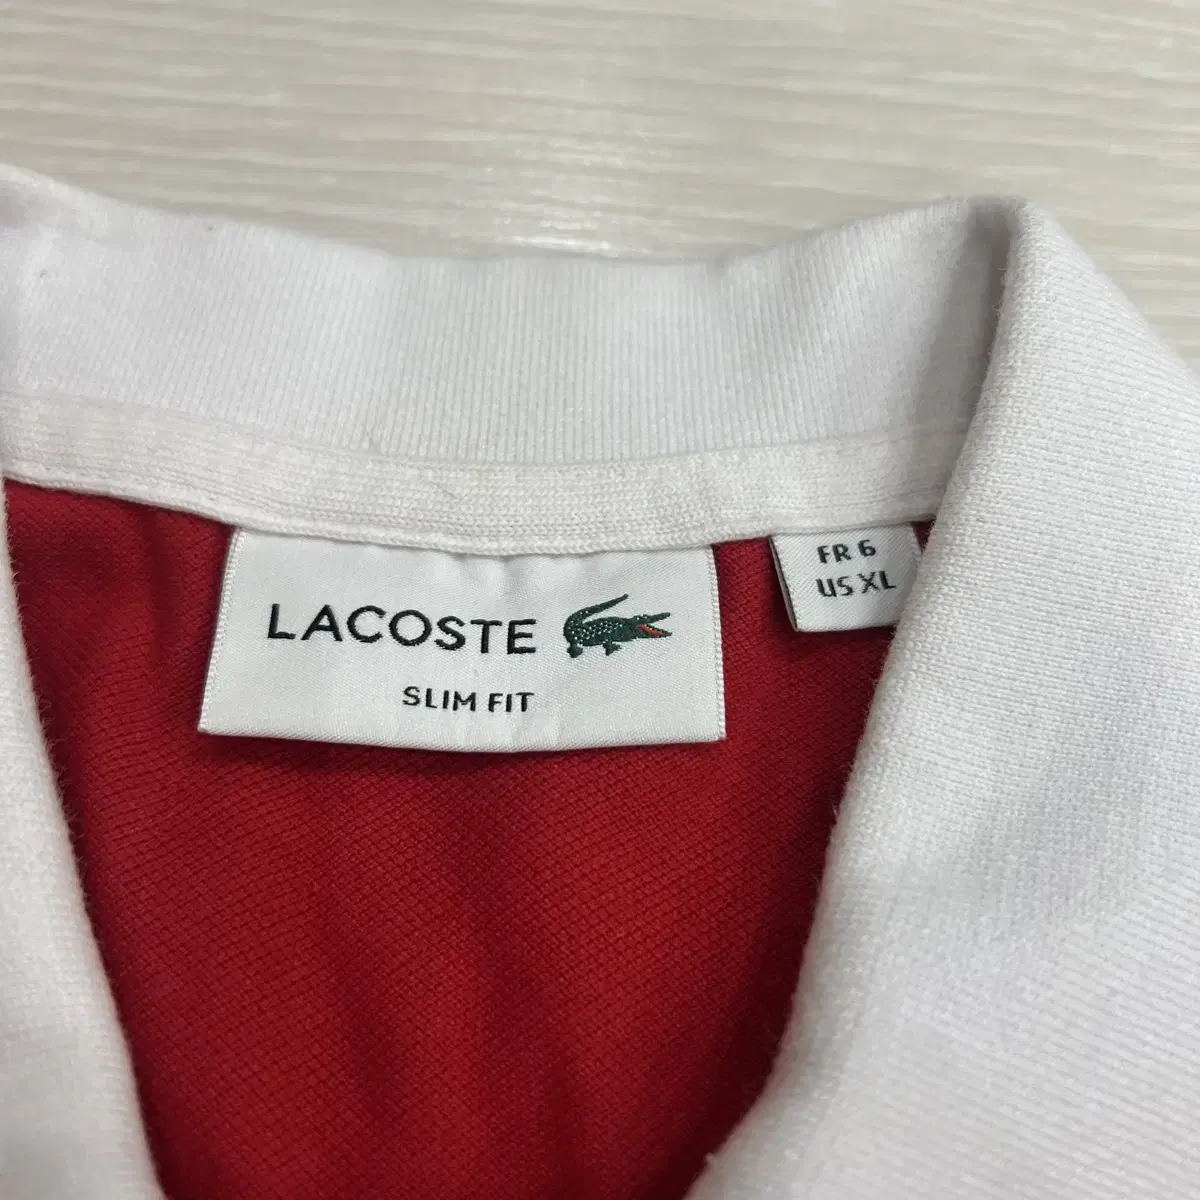 LACOSTE
SLIM FIT
FR 6
US XL